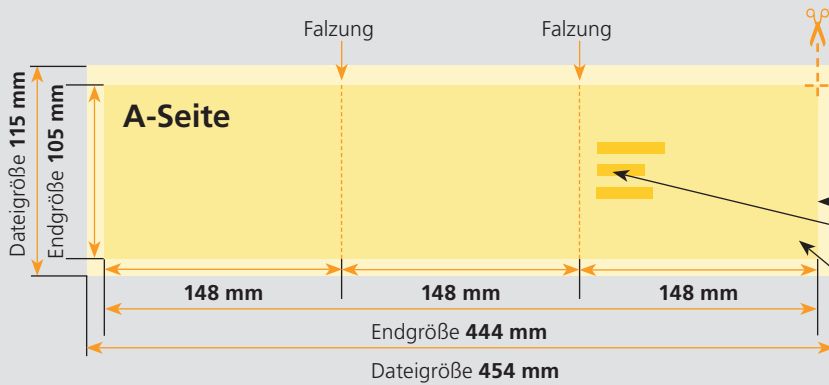 Falzung
Falzung
A-Seite
Dateigröße 115 mm
Endgröße 105 mm
148 mm
148 mm
148 mm
Endgröße 444 mm
Dateigröße 454 mm